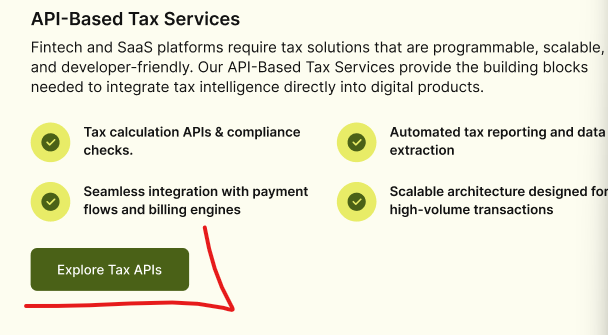 API-Based Tax Services
Fintech and SaaS platforms require tax solutions that are programmable, scalable,
and developer-friendly. Our API-Based Tax Services provide the building blocks
needed to integrate tax intelligence directly into digital products.
Tax calculation APIs & compliance
checks.
Automated tax reporting and data
extraction
Seamless integration with payment
flows and billing engines
Scalable architecture designed for
high-volume transactions
Explore Tax APIs